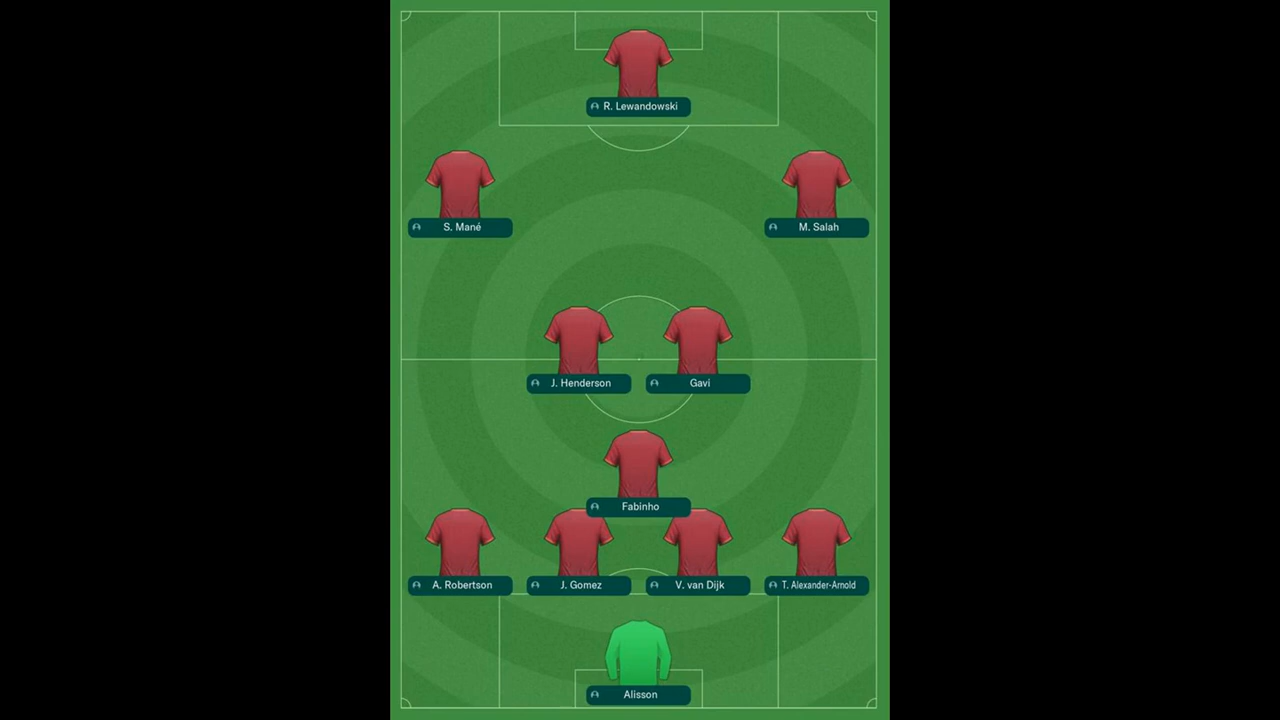 R. Lewandowski
S. Mané
M. Salah
J. Henderson
Gavi
Fabinho
A. Robertson
J. Gomez
V. van Dijk
T. Alexander-Arnold
Alisson